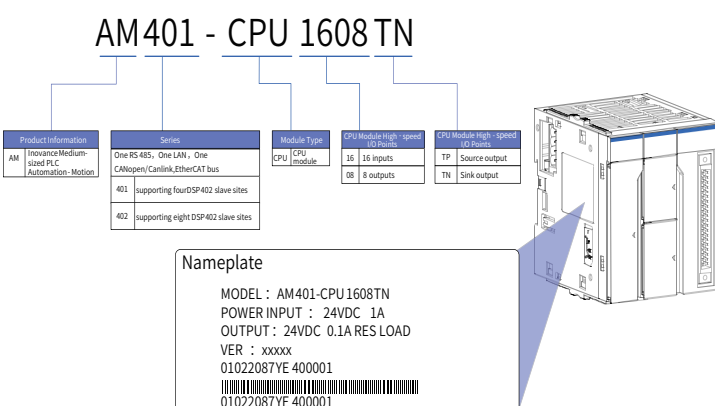 AM401 - CPU 1608 TN
Product Information
AM Inovance Medium-
sized PLC
Automation - Motion
Series
One RS 485，One LAN，One
CANopen/Canlink,EtherCAT bus
401 supporting fourDSP402 slave sites
402 supporting eight DSP402 slave sites
Module Type
CPU CPU
module
CPU Module High - speed
I/O Points
16 16 inputs
08 8 outputs
CPU Module High - speed
I/O Points
TP Source output
TN Sink output
Nameplate
MODEL： AM401-CPU1608TN
POWER INPUT ： 24VDC 1A
OUTPUT：24VDC 0.1A RES LOAD
VER ： xxxxx
01022087YE 400001
01022087YE 400001